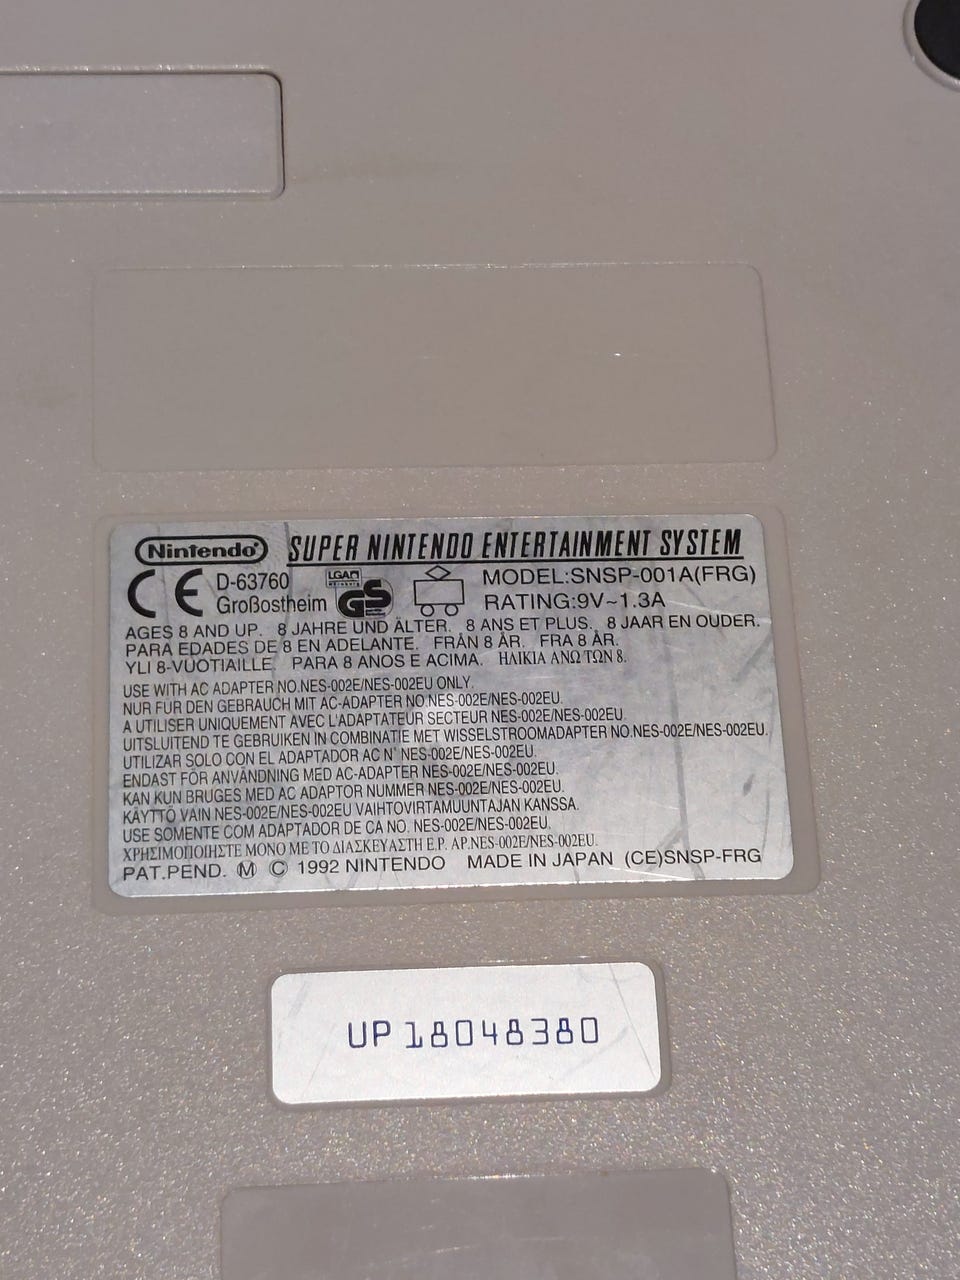 Nintendo® SUPER NINTENDO ENTERTAINMENT SYSTEM
CE D-63760 LGA GS MODEL:SNSP-001A(FRG)
Großostheim RATING:9V~1.3A
AGES 8 AND UP. 8 JAHRE UND ÄLTER. 8 ANS ET PLUS. 8 JAAR EN OUDER.
PARA EDADES DE 8 EN ADELANTE. FRÅN 8 ÅR. FRA 8 ÅR.
YLI 8-VUOTIAILLE. PARA 8 ANOS E ACIMA. ΗΛΙΚΙΑ ΑΝΩ ΤΩΝ 8.
USE WITH AC ADAPTER NO.NES-002E/NES-002EU ONLY.
NUR FÜR DEN GEBRAUCH MIT AC-ADAPTER NO.NES-002E/NES-002EU.
A UTILISER UNIQUEMENT AVEC L'ADAPTATEUR SECTEUR NES-002E/NES-002EU.
UITSLUITEND TE GEBRUIKEN IN COMBINATIE MET WISSELSTROOMADAPTER NO.NES-002E/NES-002EU.
UTILIZAR SOLO CON EL ADAPTADOR AC N° NES-002E/NES-002EU.
ENDAST FÖR ANVÄNDNING MED AC-ADAPTER NES-002E/NES-002EU.
KAN KUN BRUGES MED AC ADAPTOR NUMMER NES-002E/NES-002EU.
KÄYTTÖ VAIN NES-002E/NES-002EU VAIHTOVIRTAMUUNTAJAN KANSSA.
USE SOMENTE COM ADAPTADOR DE CA NO. NES-002E/NES-002EU.
ΧΡΗΣΙΜΟΠΟΙΗΣΤΕ ΜΟΝΟ ΜΕ ΤΟ ΔΙΑΣΚΕΥΑΣΤΗ Ε.Ρ. ΑΡ.NES-002E/NES-002EU.
PAT.PEND. Ⓜ © 1992 NINTENDO MADE IN JAPAN (CE)SNSP-FRG
UP 18048380